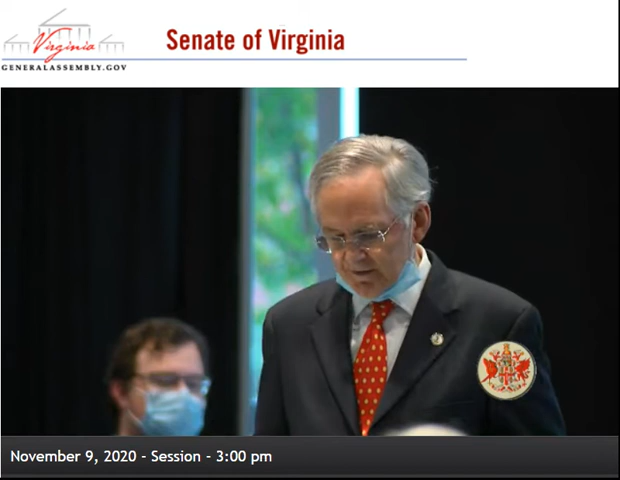 Virginia
GENERALASSEMBLY.GOV
Senate of Virginia
November 9, 2020 - Session - 3:00 pm